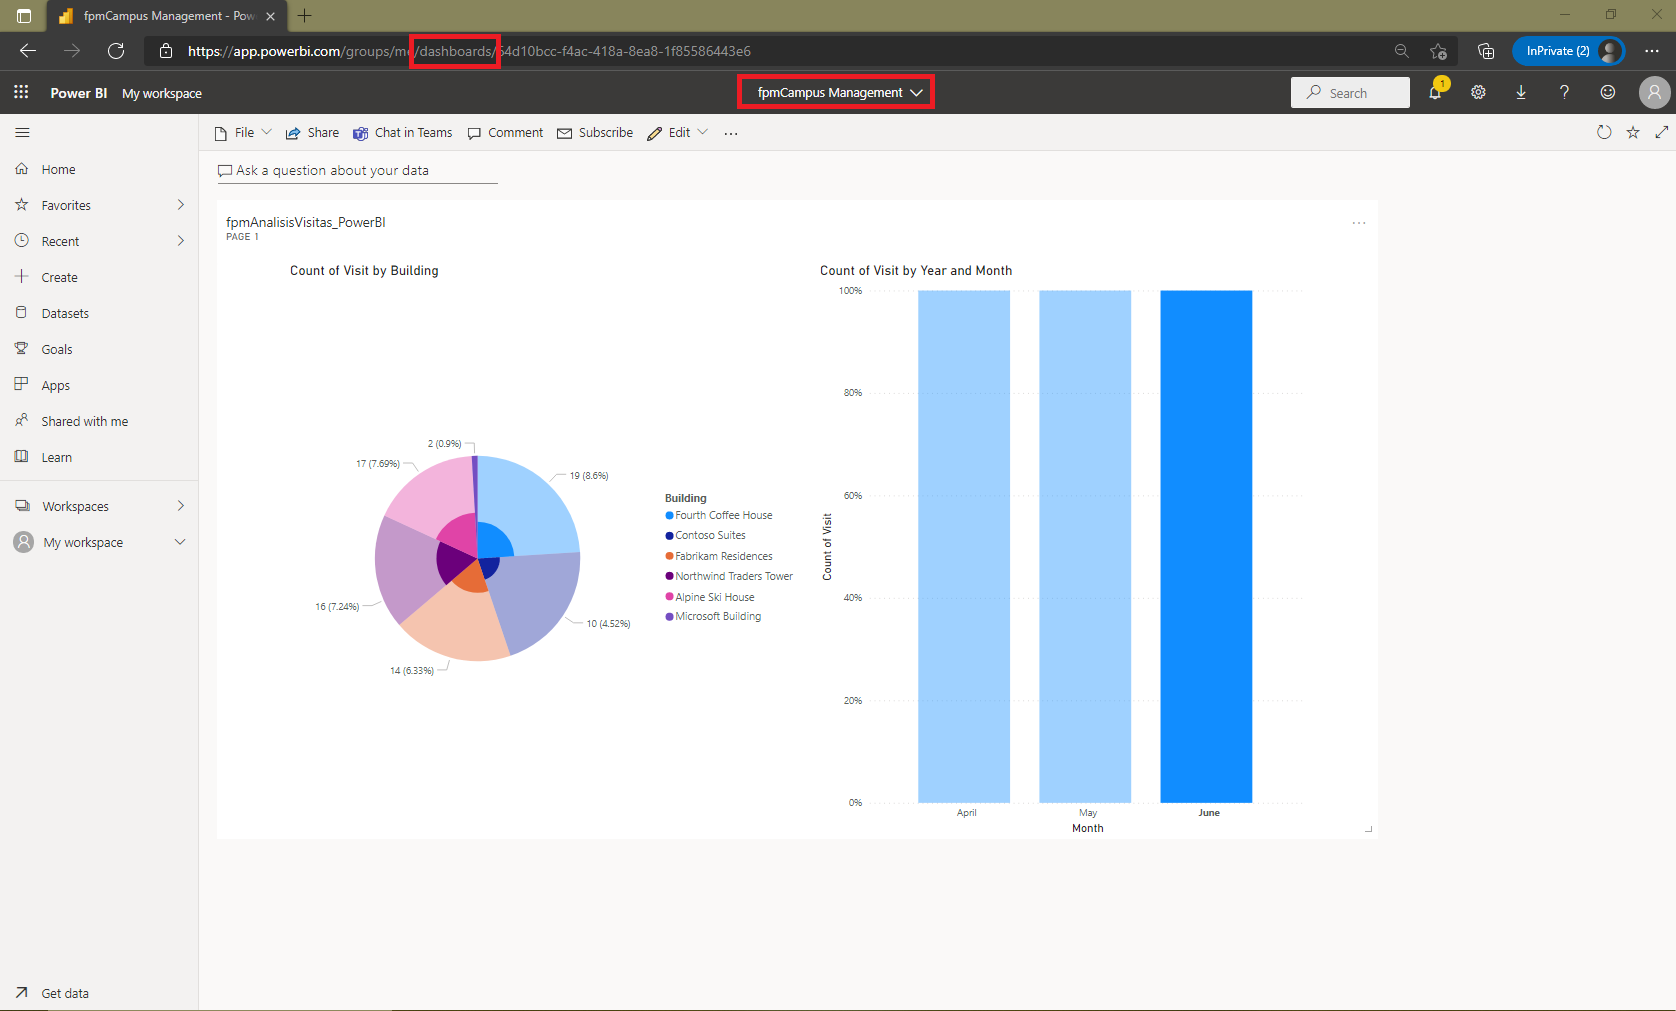 fpmCampus Management - Pow
https://app.powerbi.com/groups/me/dashboards/64d10bcc-f4ac-418a-8ea8-1f85586443e6
InPrivate (2)
Power BI My workspace
fpmCampus Management
Search
1
File Share Chat in Teams Comment Subscribe Edit
Ask a question about your data
Home
Favorites
Recent
Create
Datasets
Goals
Apps
Shared with me
Learn
Workspaces
My workspace
Get data
fpmAnalisisVisitas_PowerBI
PAGE 1
Count of Visit by Building
2 (0.9%)
17 (7.69%)
19 (8.6%)
16 (7.24%)
10 (4.52%)
14 (6.33%)
Building
Fourth Coffee House
Contoso Suites
Fabrikam Residences
Northwind Traders Tower
Alpine Ski House
Microsoft Building
Count of Visit by Year and Month
100%
80%
60%
40%
20%
0%
Count of Visit
April May June
Month